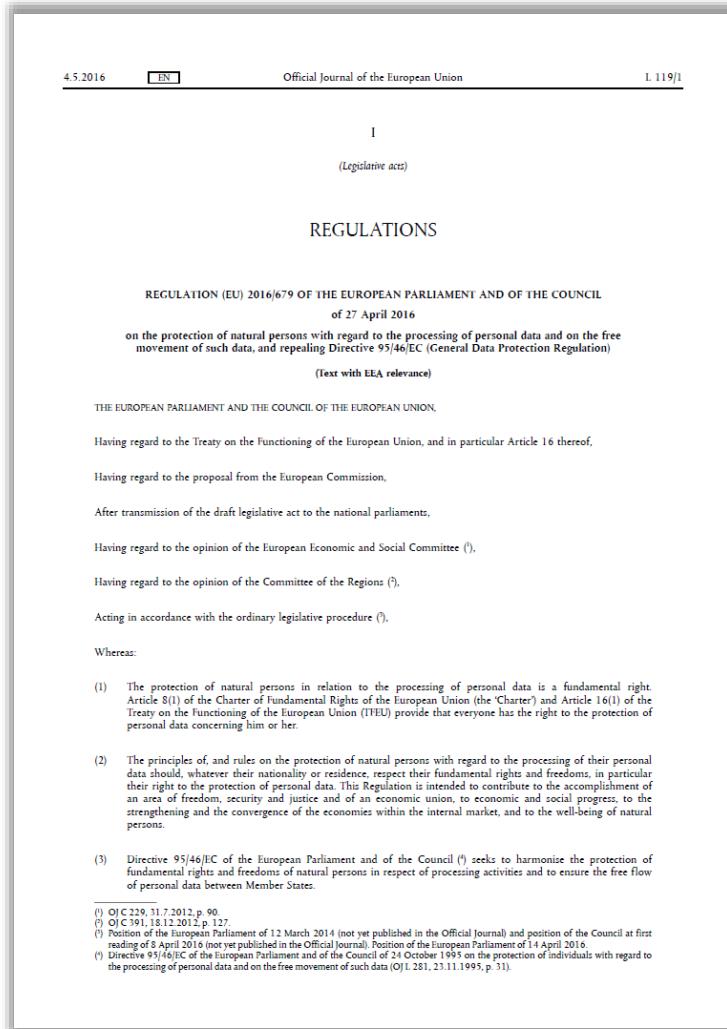 4.5.2016 EN Official Journal of the European Union L 119/1
I
(Legislative acts)
REGULATIONS
REGULATION (EU) 2016/679 OF THE EUROPEAN PARLIAMENT AND OF THE COUNCIL
of 27 April 2016
on the protection of natural persons with regard to the processing of personal data and on the free
movement of such data, and repealing Directive 95/46/EC (General Data Protection Regulation)
(Text with EEA relevance)
THE EUROPEAN PARLIAMENT AND THE COUNCIL OF THE EUROPEAN UNION,
Having regard to the Treaty on the Functioning of the European Union, and in particular Article 16 thereof,
Having regard to the proposal from the European Commission,
After transmission of the draft legislative act to the national parliaments,
Having regard to the opinion of the European Economic and Social Committee (¹),
Having regard to the opinion of the Committee of the Regions (²),
Acting in accordance with the ordinary legislative procedure (³),
Whereas:
(1) The protection of natural persons in relation to the processing of personal data is a fundamental right.
Article 8(1) of the Charter of Fundamental Rights of the European Union (the ‘Charter’) and Article 16(1) of the
Treaty on the Functioning of the European Union (TFEU) provide that everyone has the right to the protection of
personal data concerning him or her.
(2) The principles of, and rules on the protection of natural persons with regard to the processing of their personal
data should, whatever their nationality or residence, respect their fundamental rights and freedoms, in particular
their right to the protection of personal data. This Regulation is intended to contribute to the accomplishment of
an area of freedom, security and justice and of an economic union, to economic and social progress, to the
strengthening and the convergence of the economies within the internal market, and to the well-being of natural
persons.
(3) Directive 95/46/EC of the European Parliament and of the Council (⁴) seeks to harmonise the protection of
fundamental rights and freedoms of natural persons in respect of processing activities and to ensure the free flow
of personal data between Member States.
(¹) OJ C 229, 31.7.2012, p. 90.
(²) OJ C 391, 18.12.2012, p. 127.
(³) Position of the European Parliament of 12 March 2014 (not yet published in the Official Journal) and position of the Council at first
reading of 8 April 2016 (not yet published in the Official Journal). Position of the European Parliament of 14 April 2016.
(⁴) Directive 95/46/EC of the European Parliament and of the Council of 24 October 1995 on the protection of individuals with regard to
the processing of personal data and on the free movement of such data (OJ L 281, 23.11.1995, p. 31).